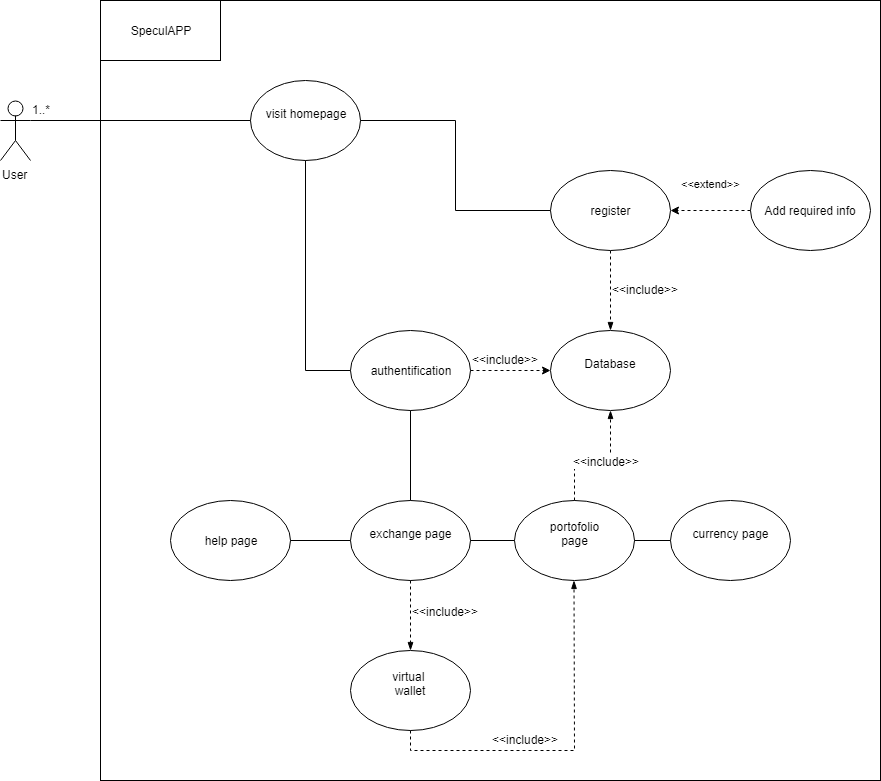 SpeculAPP
1..*
visit homepage
User
<<extend>>
register
Add required info
<<include>>
<<include>>
Database
authentification
<<include>>
portofolio
page
exchange page
currency page
help page
<<include>>
virtual
wallet
<<include>>